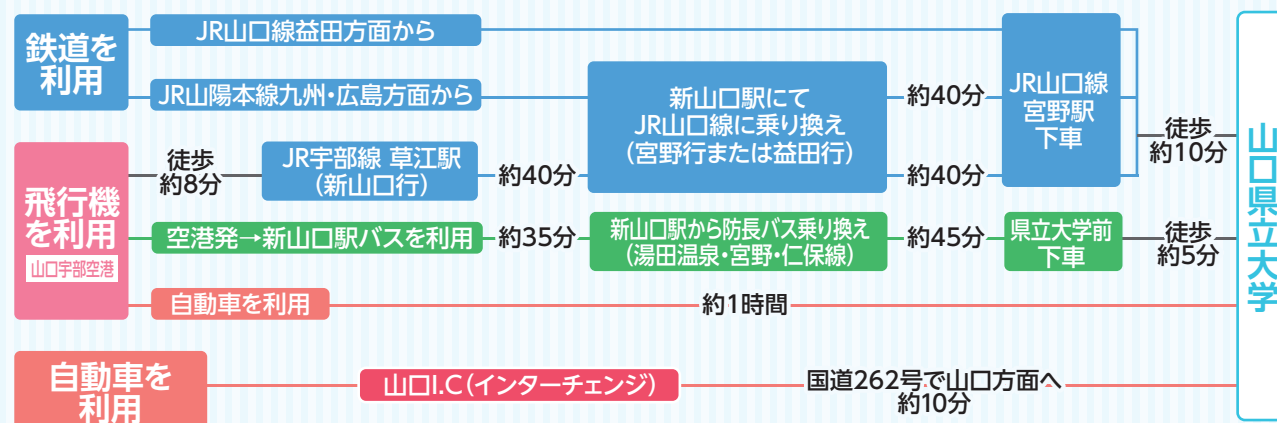 鉄道を
利用
JR山口線益田方面から
JR山陽本線九州・広島方面から
新山口駅にて
JR山口線に乗り換え
(宮野行または益田行)
約40分
約40分
JR山口線
宮野駅
下車
徒歩
約10分
飛行機
を利用
山口宇部空港
徒歩
約8分
JR宇部線 草江駅
(新山口行)
約40分
空港発→新山口駅バスを利用
約35分
新山口駅から防長バス乗り換え
(湯田温泉・宮野・仁保線)
約45分
県立大学前
下車
徒歩
約5分
自動車を利用
約1時間
自動車を
利用
山口I.C(インターチェンジ)
国道262号で山口方面へ
約10分
山口県立大学